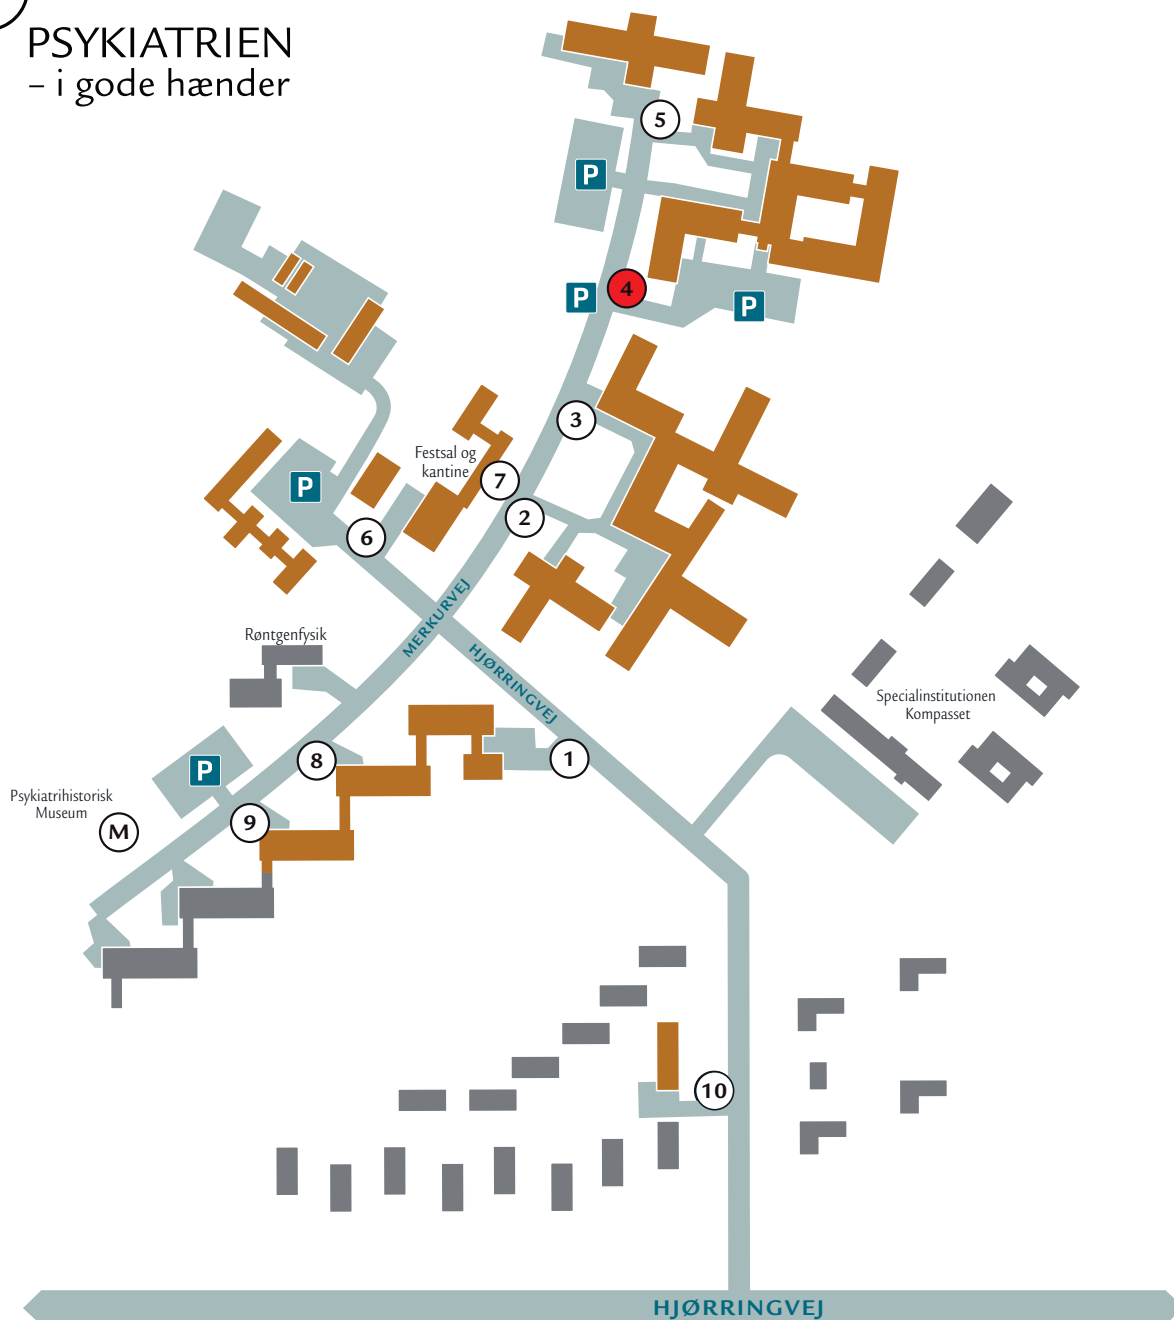 PSYKIATRIEN
– i gode hænder
5
P
4
P
P
3
Festsal og
kantine
7
P
2
6
MERKURVEJ
Røntgenfysik
HJØRRINGVEJ
Specialinstitutionen
Kompasset
8
1
P
Psykiatrihistorisk
Museum
9
M
10
HJØRRINGVEJ